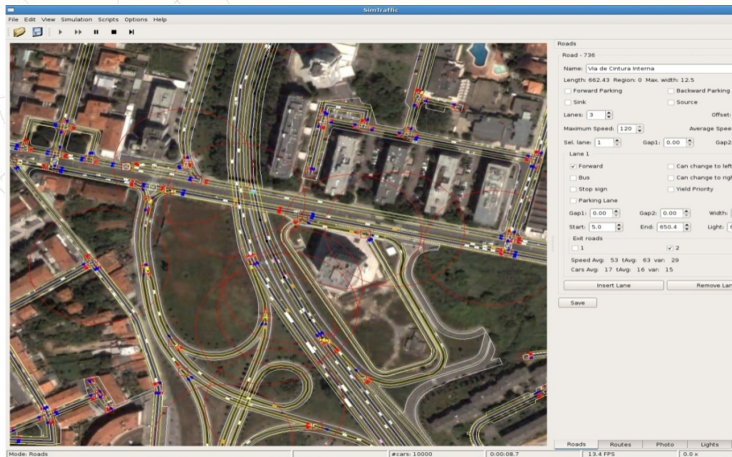 SimTraffic
File Edit View Simulation Scripts Options Help
Roads
Road - 736
Name: Via de Cintura Interna
Length: 662.43 Region: 0 Max. width: 12.5
Forward Parking Backward Parking
Sink Source
Lanes: 3 Offset:
Maximum Speed: 120 Average Spee
Sel. lane: 1 Gap1: 0.00 Gap2
Lane 1
Forward Can change to left
Bus Can change to righ
Stop sign Yield Priority
Parking Lane
Gap1: 0.00 Gap2: 0.00 Width:
Start: 5.0 End: 650.4 Light:
Exit roads
1 2
Speed Avg: 53 tAvg: 63 var: 29
Cars Avg: 17 tAvg: 16 var: 15
Insert Lane Remove Lan
Save
Roads Routes Photo Lights
Mode: Roads #cars: 10000 0:00:08.7 13.4 FPS 0.0 x